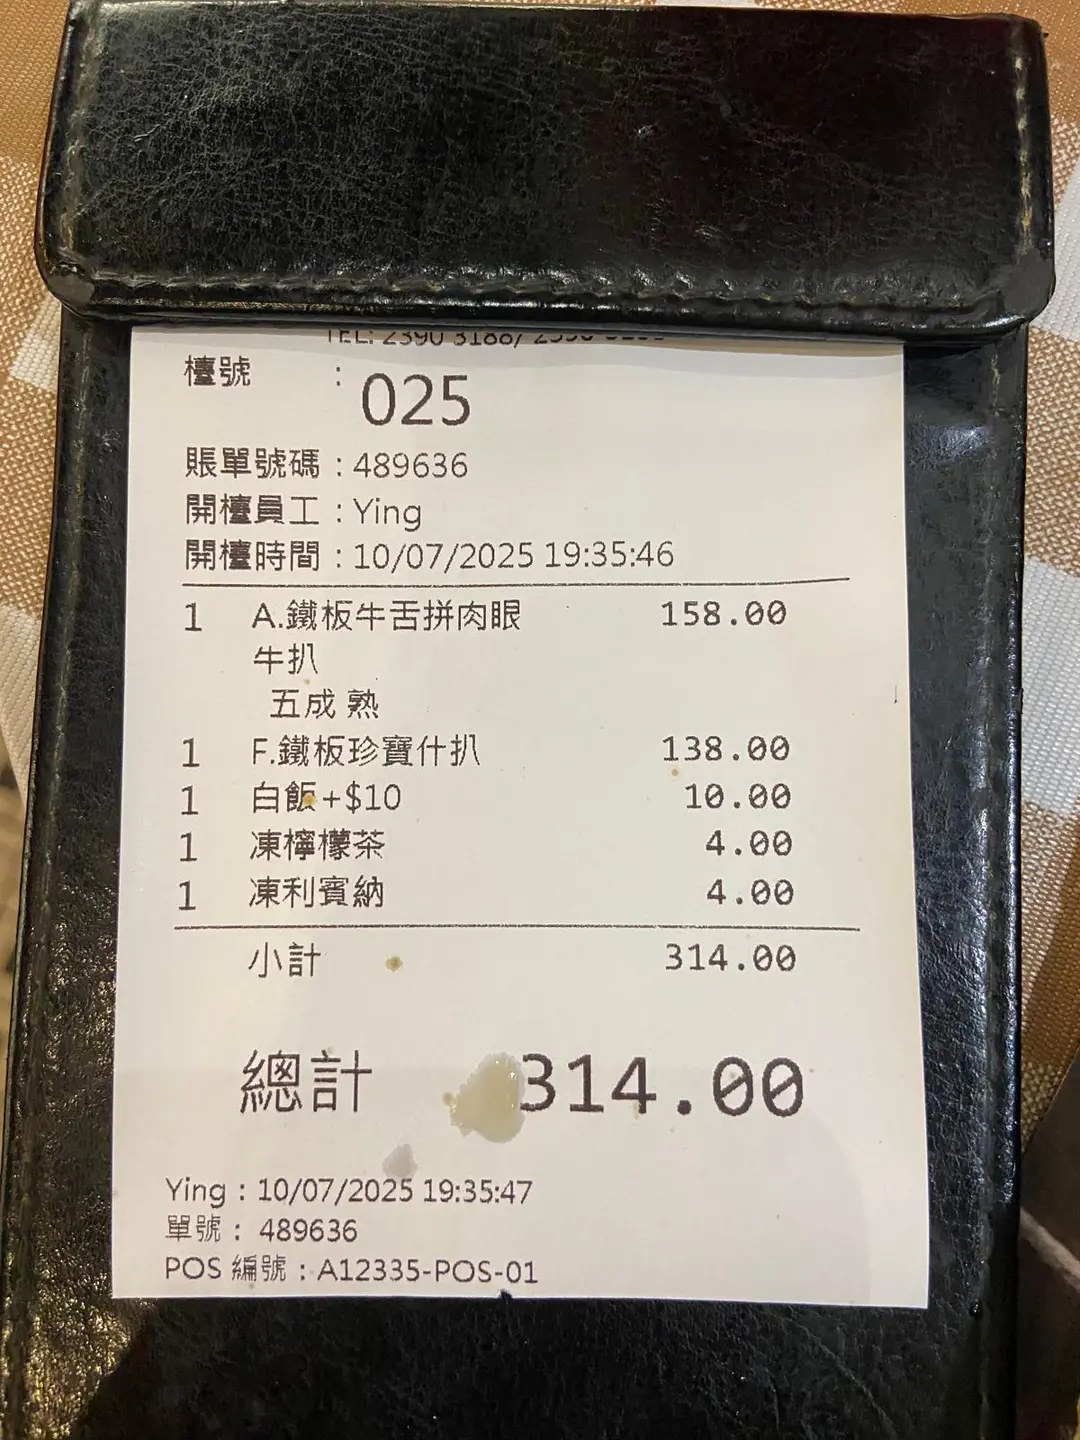 TEL: 2390 3188/
檯號 : 025
賬單號碼 : 489636
開檯員工 : Ying
開檯時間 : 10/07/2025 19:35:46
1 A.鐵板牛舌拼肉眼 158.00
牛扒
五成 熟
1 F.鐵板珍寶什扒 138.00
1 白飯+$10 10.00
1 凍檸檬茶 4.00
1 凍利賓納 4.00
小計 314.00
總計 314.00
Ying : 10/07/2025 19:35:47
單號 : 489636
POS 編號 : A12335-POS-01